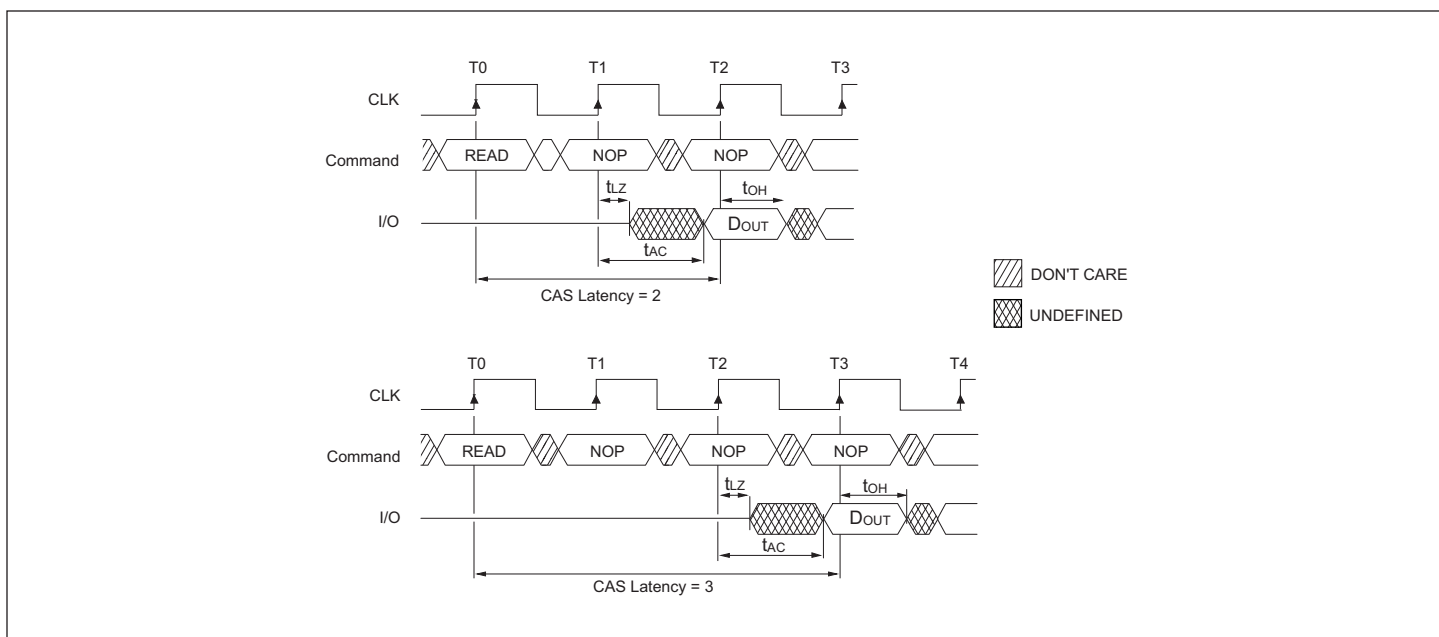 T0 T1 T2 T3
CLK
Command READ NOP NOP
tLZ tOH
I/O DOUT
tAC
CAS Latency = 2
DON'T CARE
UNDEFINED
T0 T1 T2 T3 T4
CLK
Command READ NOP NOP NOP
tLZ tOH
I/O DOUT
tAC
CAS Latency = 3